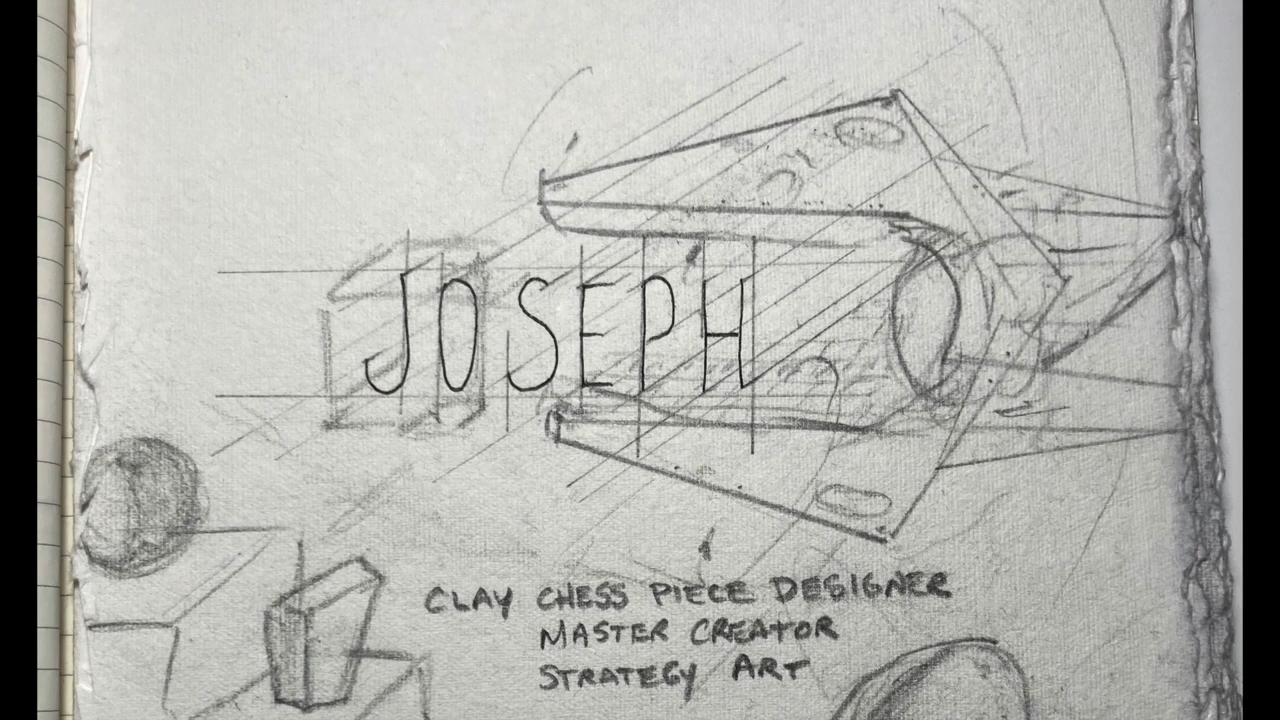 JOSEPH
CLAY CHESS PIECE DESIGNER
MASTER CREATOR
STRATEGY ART